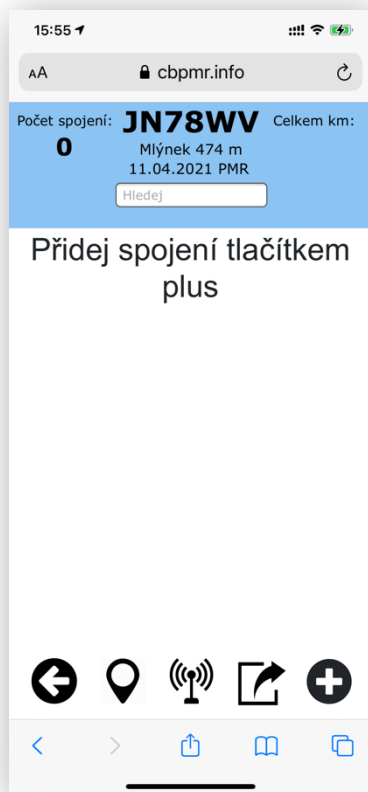 15:55
AA cbpmr.info
Počet spojení: JN78WV Celkem km:
0
Mlýnek 474 m
11.04.2021 PMR
Hledej
Přidej spojení tlačítkem
plus